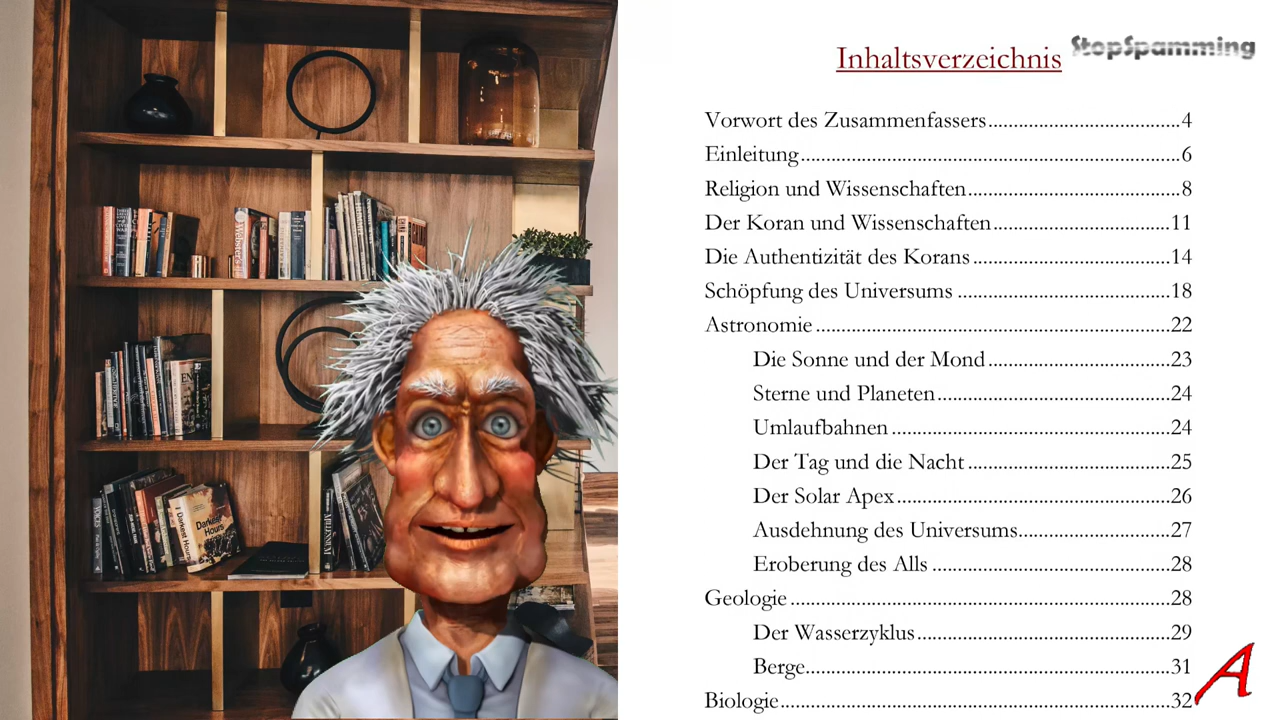 Inhaltsverzeichnis
StopSpamming
Vorwort des Zusammenfassers....................................4
Einleitung....................................6
Religion und Wissenschaften....................................8
Der Koran und Wissenschaften....................................11
Die Authentizität des Korans....................................14
Schöpfung des Universums....................................18
Astronomie....................................22
Die Sonne und der Mond....................................23
Sterne und Planeten....................................24
Umlaufbahnen....................................24
Der Tag und die Nacht....................................25
Der Solar Apex....................................26
Ausdehnung des Universums....................................27
Eroberung des Alls....................................28
Geologie....................................28
Der Wasserzyklus....................................29
Berge....................................31
Biologie....................................32
A
Darkest
Hours